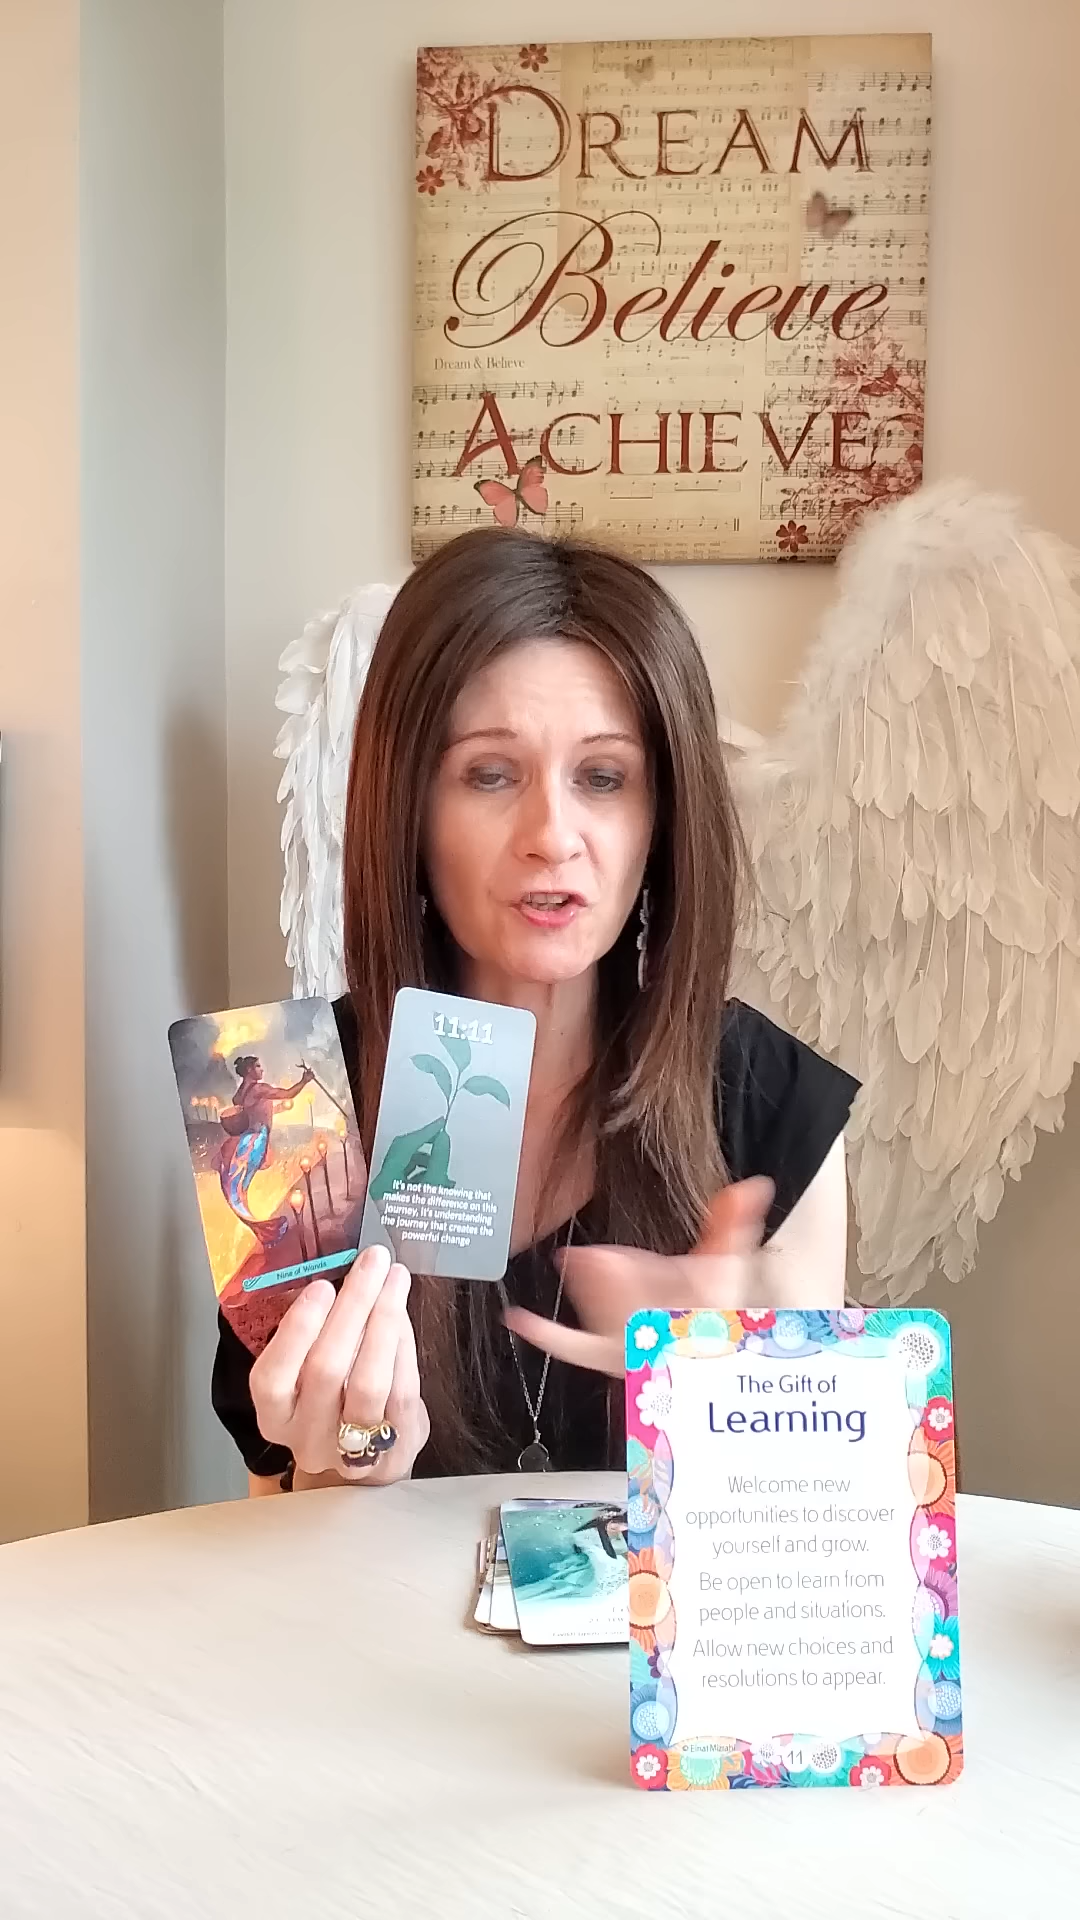 DREAM
Believe
Dream & Believe
ACHIEVE
11:11
It's not the knowing that
makes the difference on this
journey, it's understanding
the journey that creates the
powerful change
Nine of Wands
The Gift of
Learning
Welcome new
opportunities to discover
yourself and grow.
Be open to learn from
people and situations.
Allow new choices and
resolutions to appear.
© Einat Mizrahi
11